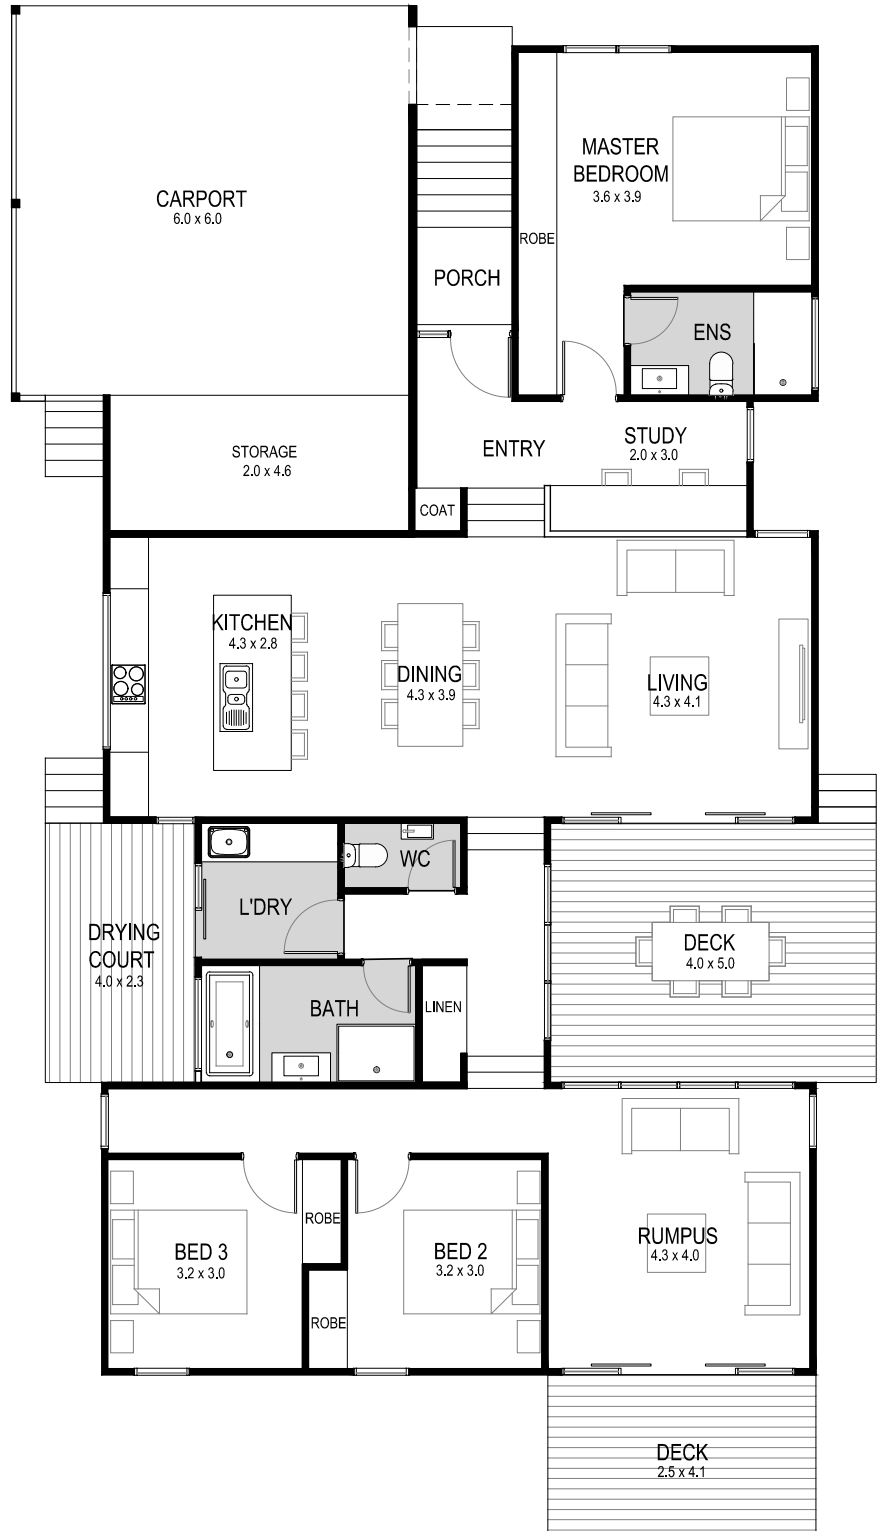 CARPORT
6.0 x 6.0
MASTER
BEDROOM
3.6 x 3.9
ROBE
PORCH
ENS
STORAGE
2.0 x 4.6
ENTRY
STUDY
2.0 x 3.0
COAT
KITCHEN
4.3 x 2.8
DINING
4.3 x 3.9
LIVING
4.3 x 4.1
WC
L'DRY
DRYING
COURT
4.0 x 2.3
DECK
4.0 x 5.0
BATH
LINEN
BED 3
3.2 x 3.0
ROBE
BED 2
3.2 x 3.0
ROBE
RUMPUS
4.3 x 4.0
DECK
2.5 x 4.1